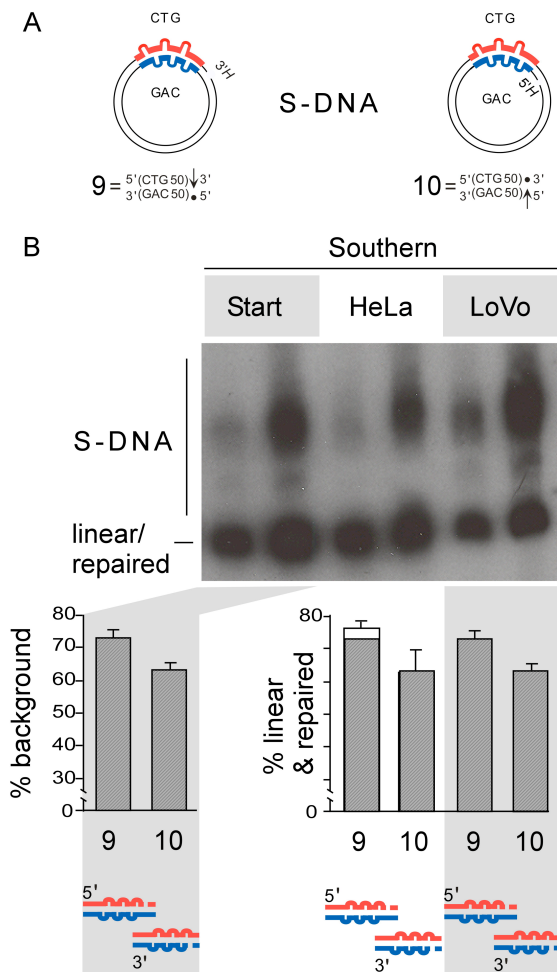 A
CTG
3'H
GAC
S-DNA
CTG
5'H
GAC
9= 5'(CTG50)↓3'
3'(GAC50)•5'
10= 5'(CTG50)•3'
3'(GAC50)↑5'
B
Southern
Start HeLa LoVo
S-DNA
linear/
repaired
% background
80
70
60
50
40
30
0
9 10
5'
3'
% linear
& repaired
80
0
9 10 9 10
5' 5'
3' 3'